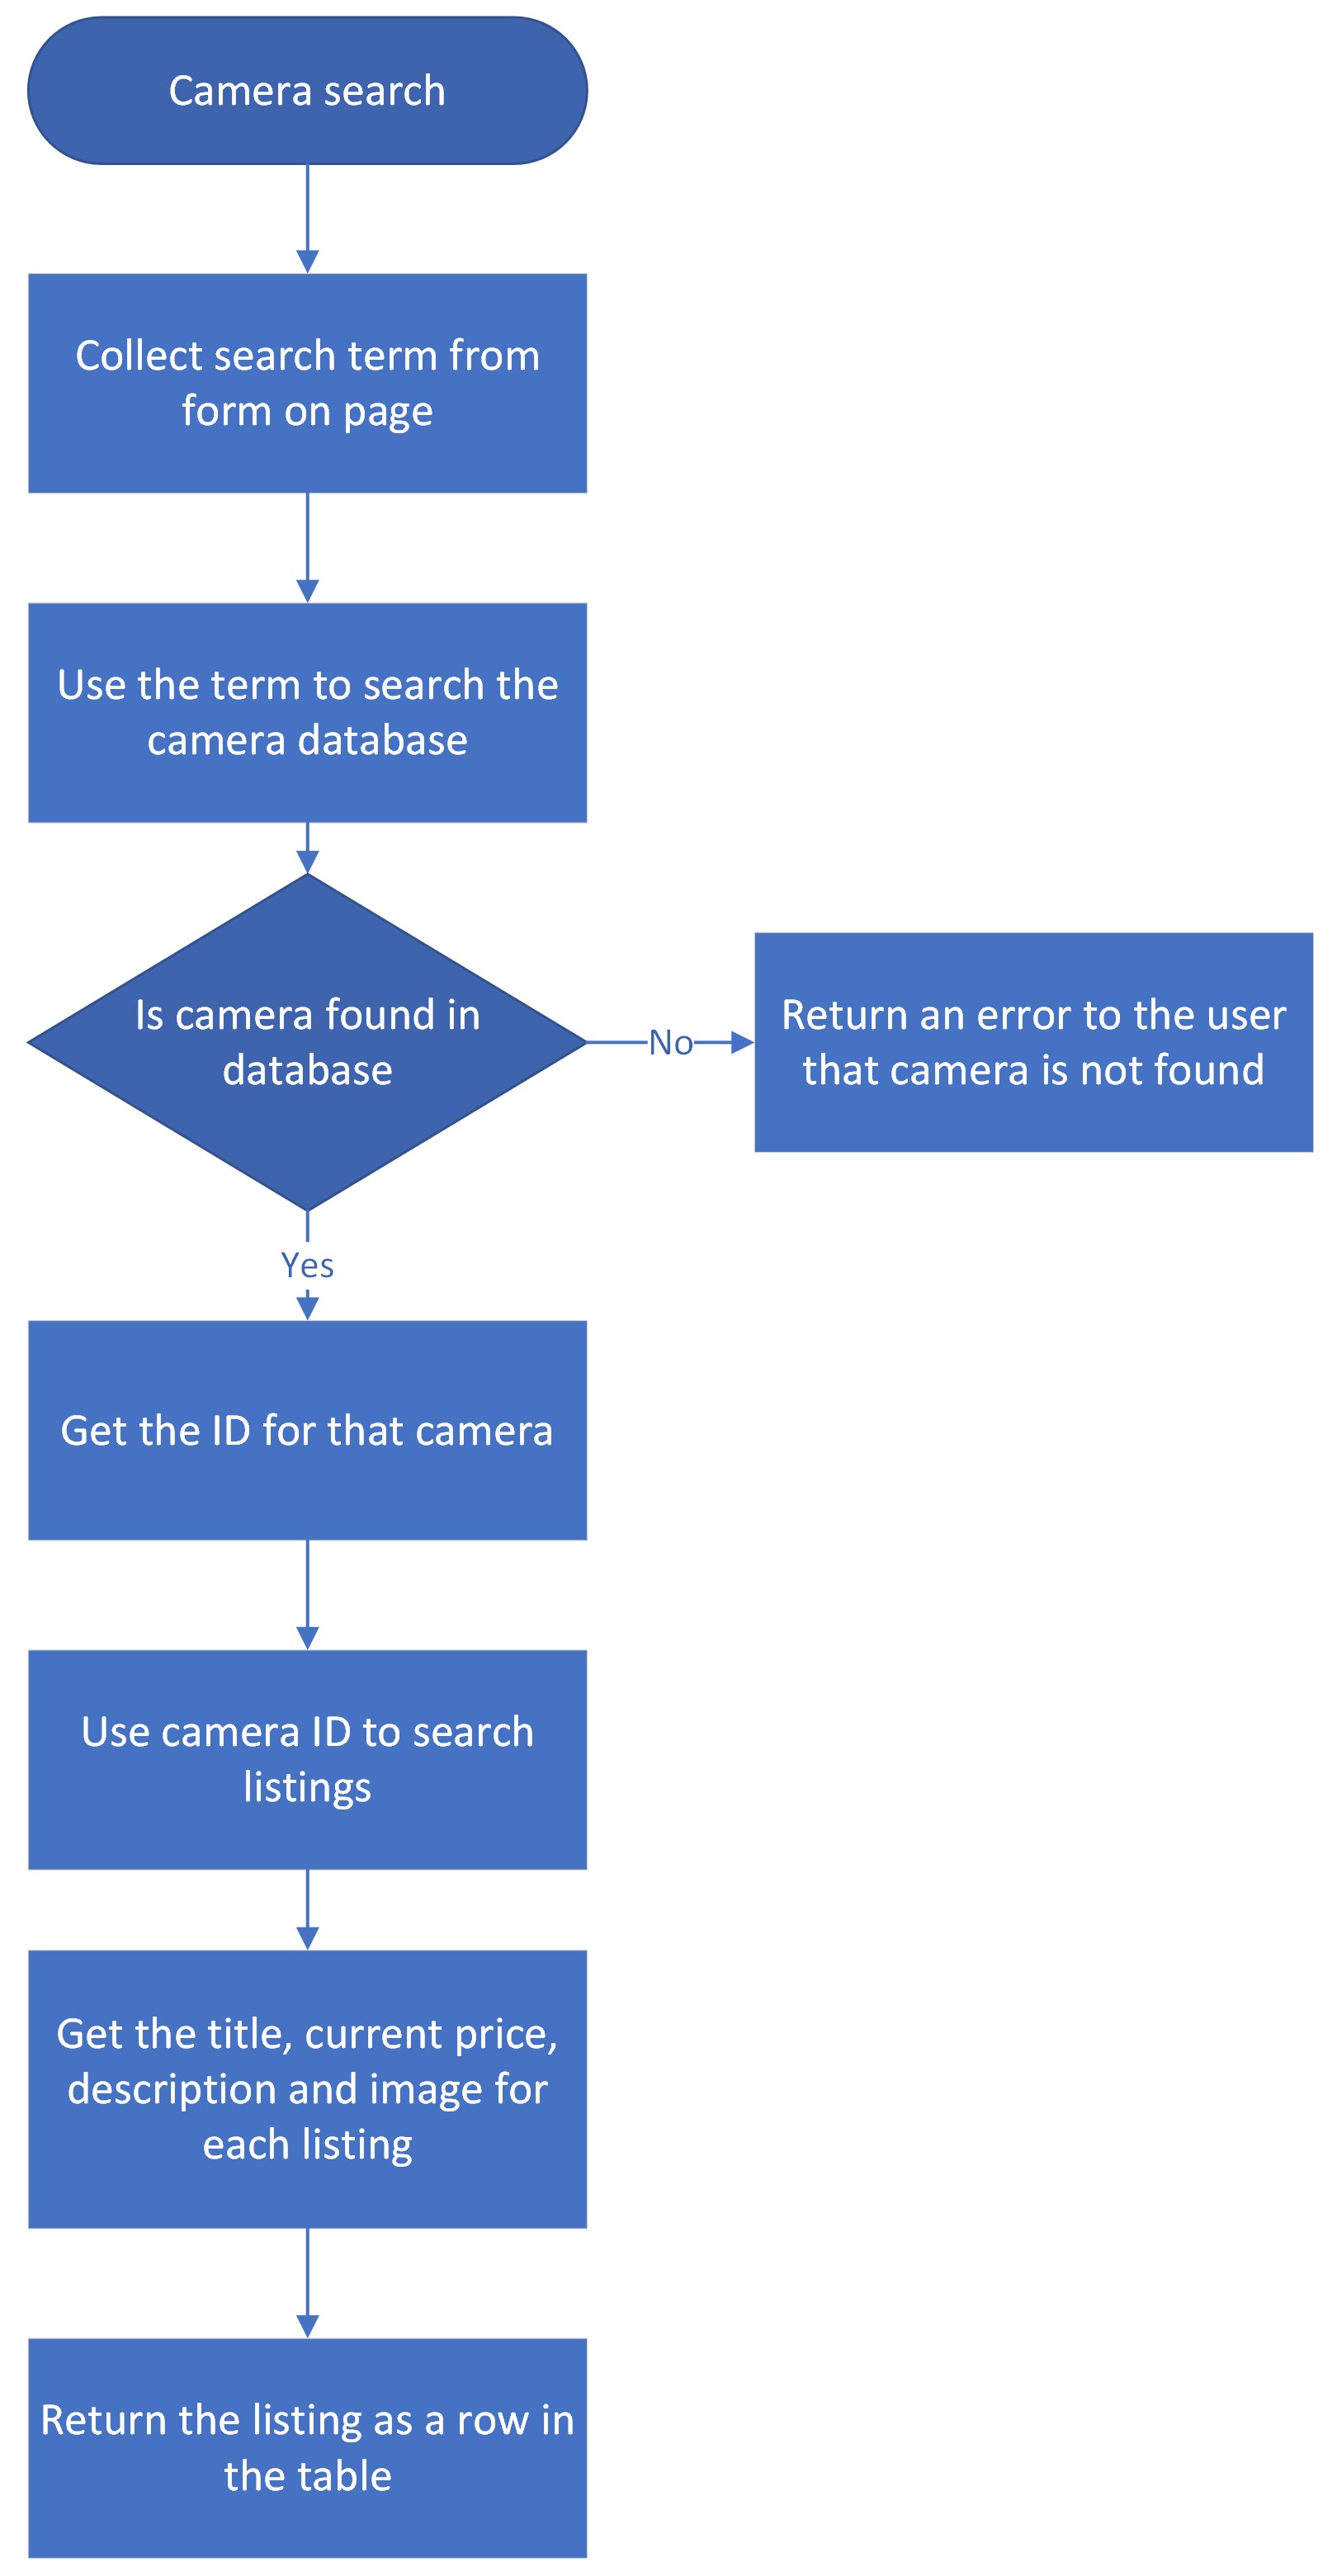 Camera search
Collect search term from
form on page
Use the term to search the
camera database
Is camera found in
database
No
Return an error to the user
that camera is not found
Yes
Get the ID for that camera
Use camera ID to search
listings
Get the title, current price,
description and image for
each listing
Return the listing as a row in
the table